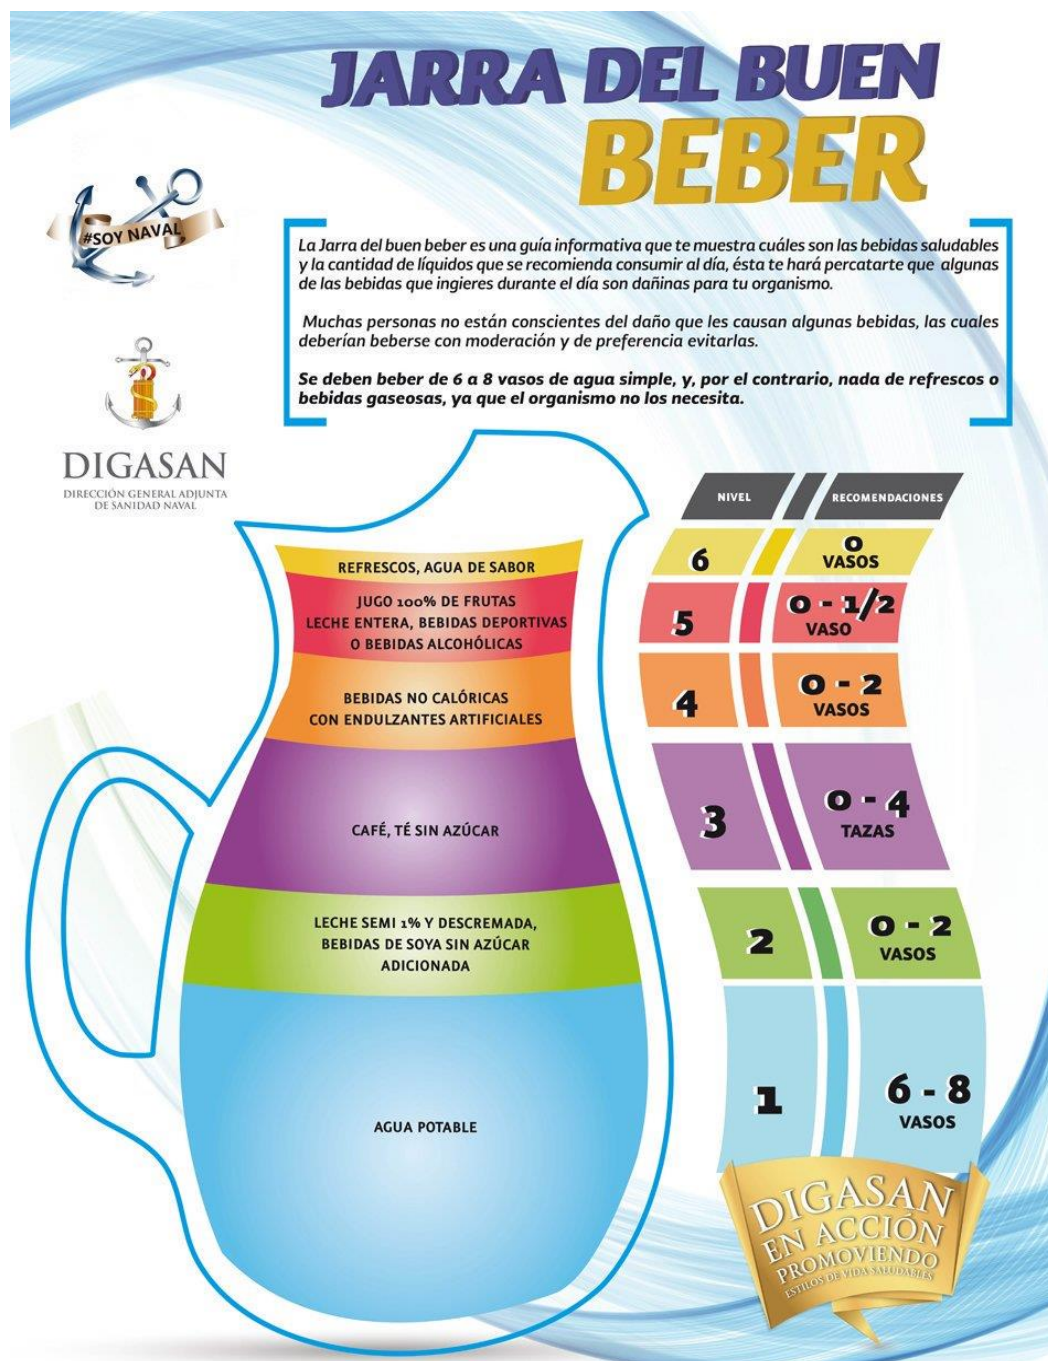 JARRA DEL BUEN
BEBER
#SOY NAVAL
La Jarra del buen beber es una guía informativa que te muestra cuáles son las bebidas saludables
y la cantidad de líquidos que se recomienda consumir al día, ésta te hará percatarte que algunas
de las bebidas que ingieres durante el día son dañinas para tu organismo.
Muchas personas no están conscientes del daño que les causan algunas bebidas, las cuales
deberían beberse con moderación y de preferencia evitarlas.
Se deben beber de 6 a 8 vasos de agua simple, y, por el contrario, nada de refrescos o
bebidas gaseosas, ya que el organismo no los necesita.
DIGASAN
DIRECCIÓN GENERAL ADJUNTA
DE SANIDAD NAVAL
NIVEL RECOMENDACIONES
REFRESCOS, AGUA DE SABOR
6
0
VASOS
JUGO 100% DE FRUTAS
LECHE ENTERA, BEBIDAS DEPORTIVAS
O BEBIDAS ALCOHÓLICAS
5
0 - 1/2
VASO
BEBIDAS NO CALÓRICAS
CON ENDULZANTES ARTIFICIALES
4
0 - 2
VASOS
CAFÉ, TÉ SIN AZÚCAR
3
0 - 4
TAZAS
LECHE SEMI 1% Y DESCREMADA,
BEBIDAS DE SOYA SIN AZÚCAR
ADICIONADA
2
0 - 2
VASOS
AGUA POTABLE
1
6 - 8
VASOS
DIGASAN
EN ACCIÓN
PROMOVIENDO
ESTILOS DE VIDA SALUDABLES